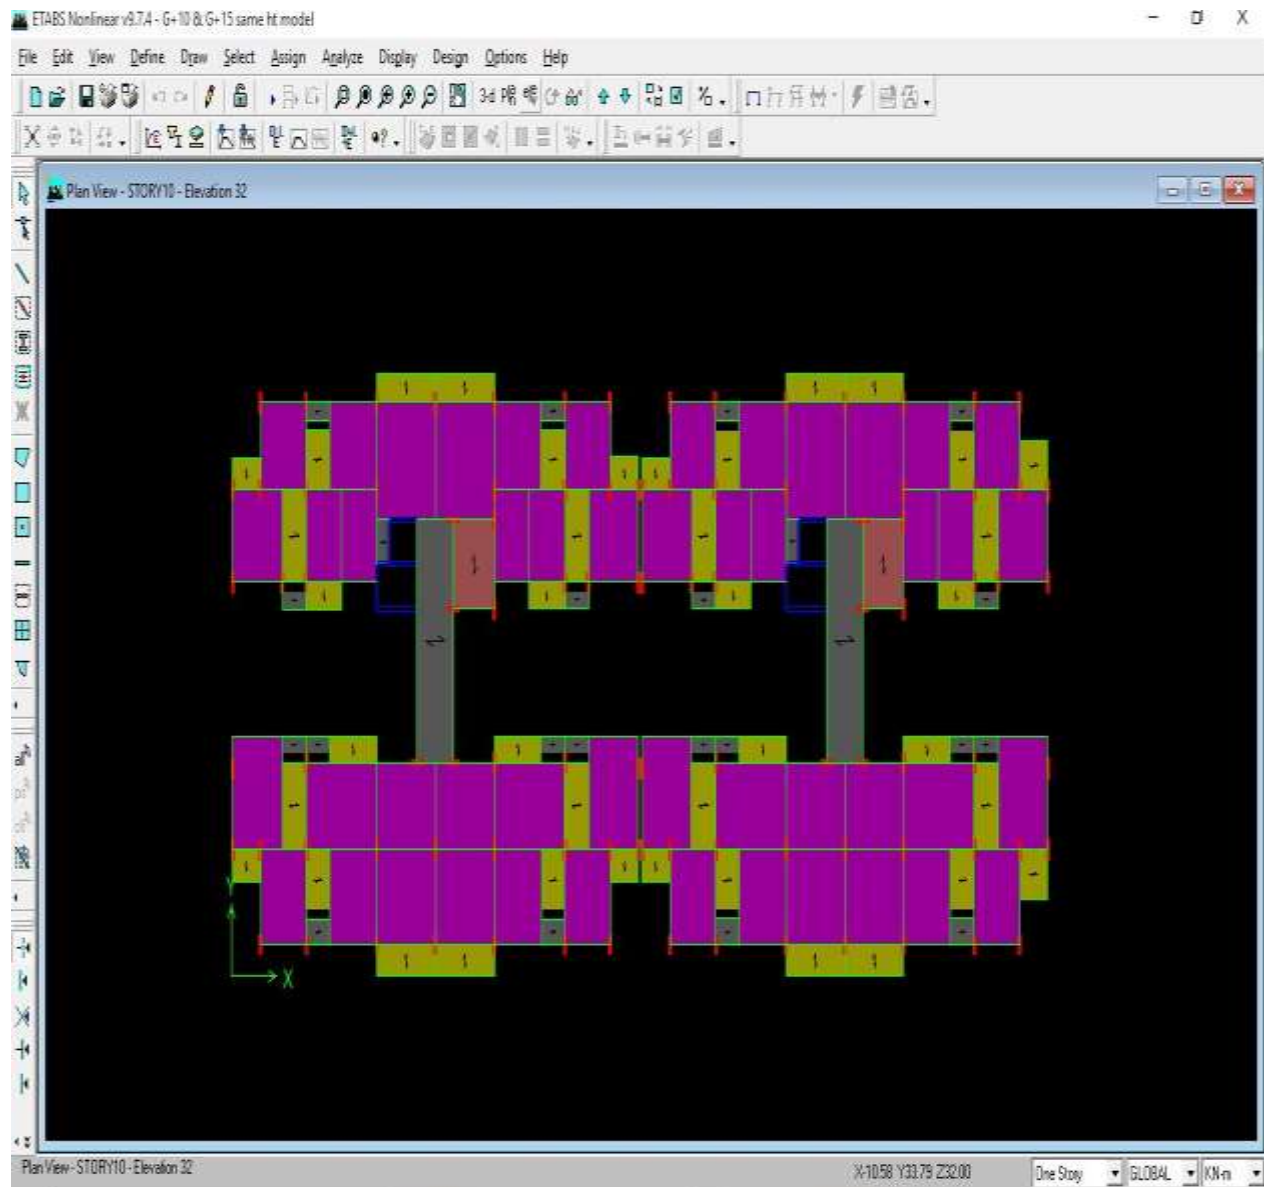 ETABS Nonlinear v9.7.4 - G+10 & G+15 same ht model
File Edit View Define Draw Select Assign Analyze Display Design Options Help
3-d
Plan View - STORY10 - Elevation 32
Y
X
Plan View - STORY10 - Elevation 32
X-10.58 Y33.79 Z32.00
One Story
GLOBAL
KN-m